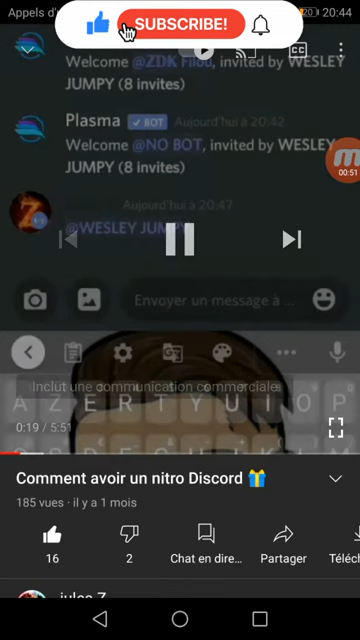 Appels d'
20:44
SUBSCRIBE!
CC
Welcome @ZDK Filou, invited by WESLEY
JUMPY (8 invites)
Plasma BOT Aujourd'hui à 20:42
Welcome @NO BOT, invited by WESLEY
JUMPY (8 invites)
00:51
Aujourd'hui à 20:47
@WESLEY JUMPY
Envoyer un message à ...
Inclut une communication commerciale
A Z E R T Y U I O P
0:19 / 5:51
Comment avoir un nitro Discord
185 vues · il y a 1 mois
16
2
Chat en dire...
Partager
Téléch
jules Z